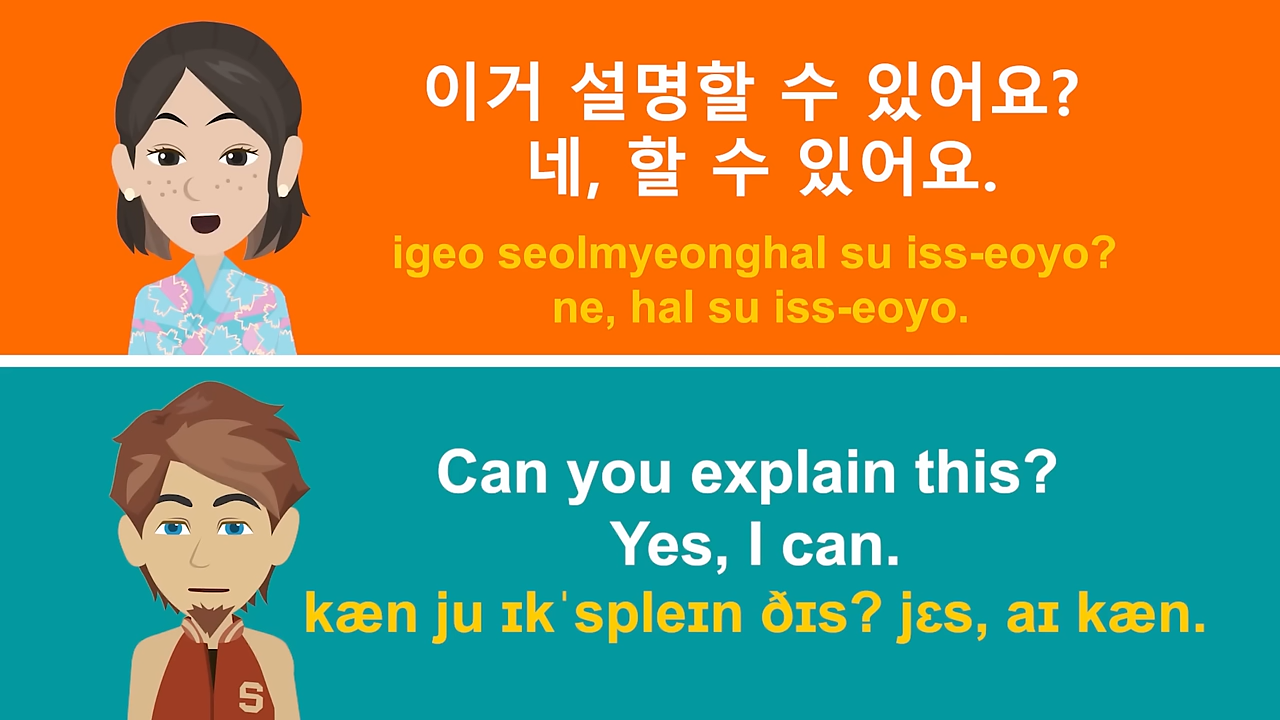 이거 설명할 수 있어요?
네, 할 수 있어요.
igeo seolmyeonghal su iss-eoyo?
ne, hal su iss-eoyo.
Can you explain this?
Yes, I can.
kæn ju ɪkˈspleɪn ðɪs? jɛs, aɪ kæn.
S